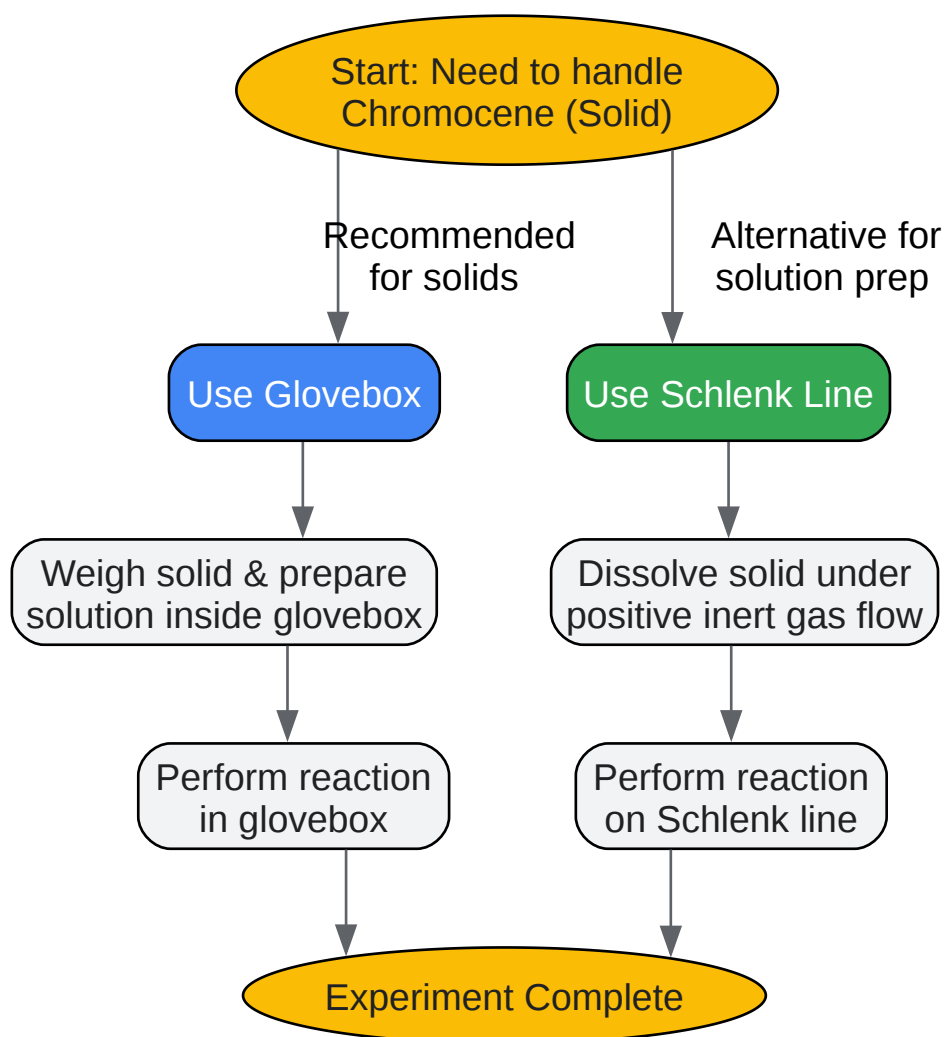 Start: Need to handle
Chromocene (Solid)
Recommended
for solids
Alternative for
solution prep
Use Glovebox
Use Schlenk Line
Weigh solid & prepare
solution inside glovebox
Dissolve solid under
positive inert gas flow
Perform reaction
in glovebox
Perform reaction
on Schlenk line
Experiment Complete